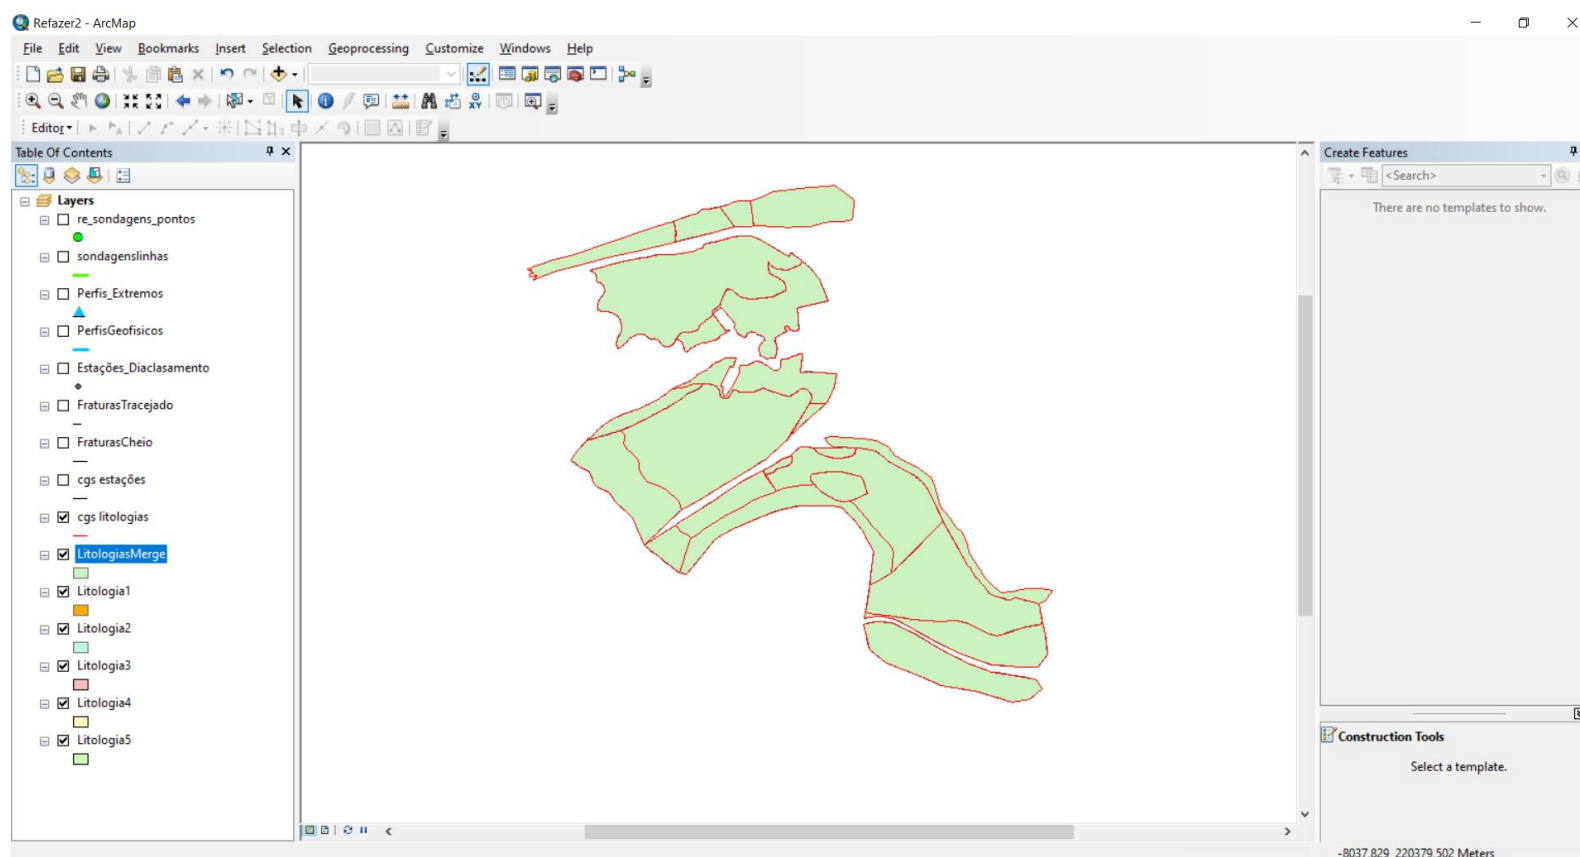 Refazer2 - ArcMap
File Edit View Bookmarks Insert Selection Geoprocessing Customize Windows Help
Editor
Table Of Contents
Layers
re_sondagens_pontos
sondagenslinhas
Perfis_Extremos
PerfisGeofisicos
Estações_Diaclasamento
FraturasTracejado
FraturasCheio
cgs estações
cgs litologias
LitologiasMerge
Litologia1
Litologia2
Litologia3
Litologia4
Litologia5
Create Features
<Search>
There are no templates to show.
Construction Tools
Select a template.
-8037.829 220379.502 Meters